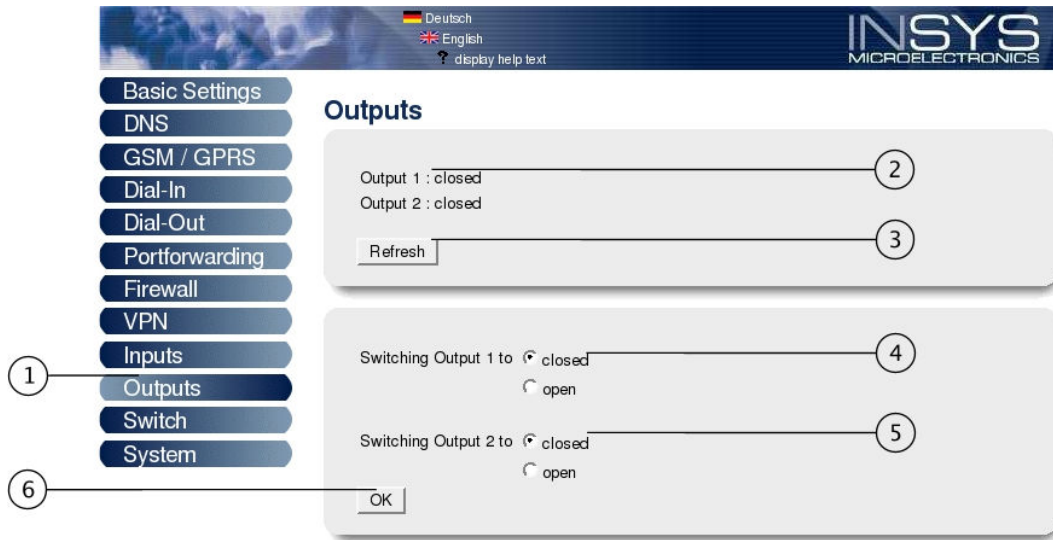 Deutsch
English
? display help text
INSYS
MICROELECTRONICS
Basic Settings
DNS
GSM / GPRS
Dial-In
Dial-Out
Portforwarding
Firewall
VPN
Inputs
Outputs
Switch
System
1
6
Outputs
Output 1 : closed
2
Output 2 : closed
Refresh
3
Switching Output 1 to closed
4
open
Switching Output 2 to closed
5
open
OK